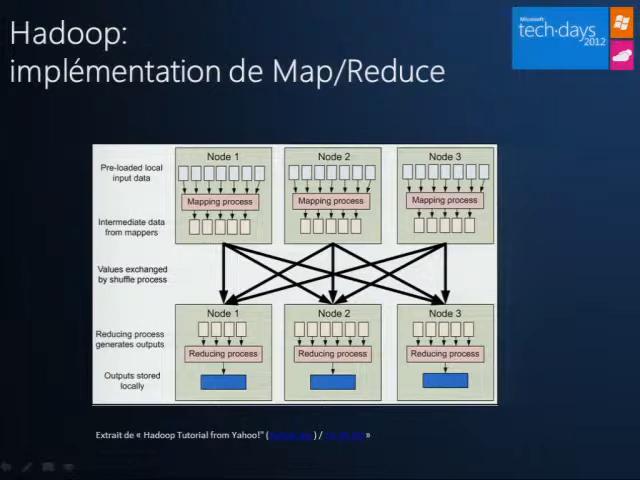 Hadoop:
implémentation de Map/Reduce
Microsoft
tech·days
2012
Node 1
Node 2
Node 3
Pre-loaded local
input data
Mapping process
Mapping process
Mapping process
Intermediate data
from mappers
Values exchanged
by shuffle process
Node 1
Node 2
Node 3
Reducing process
generates outputs
Reducing process
Reducing process
Reducing process
Outputs stored
locally
Extrait de « Hadoop Tutorial from Yahoo!" ( ) / »